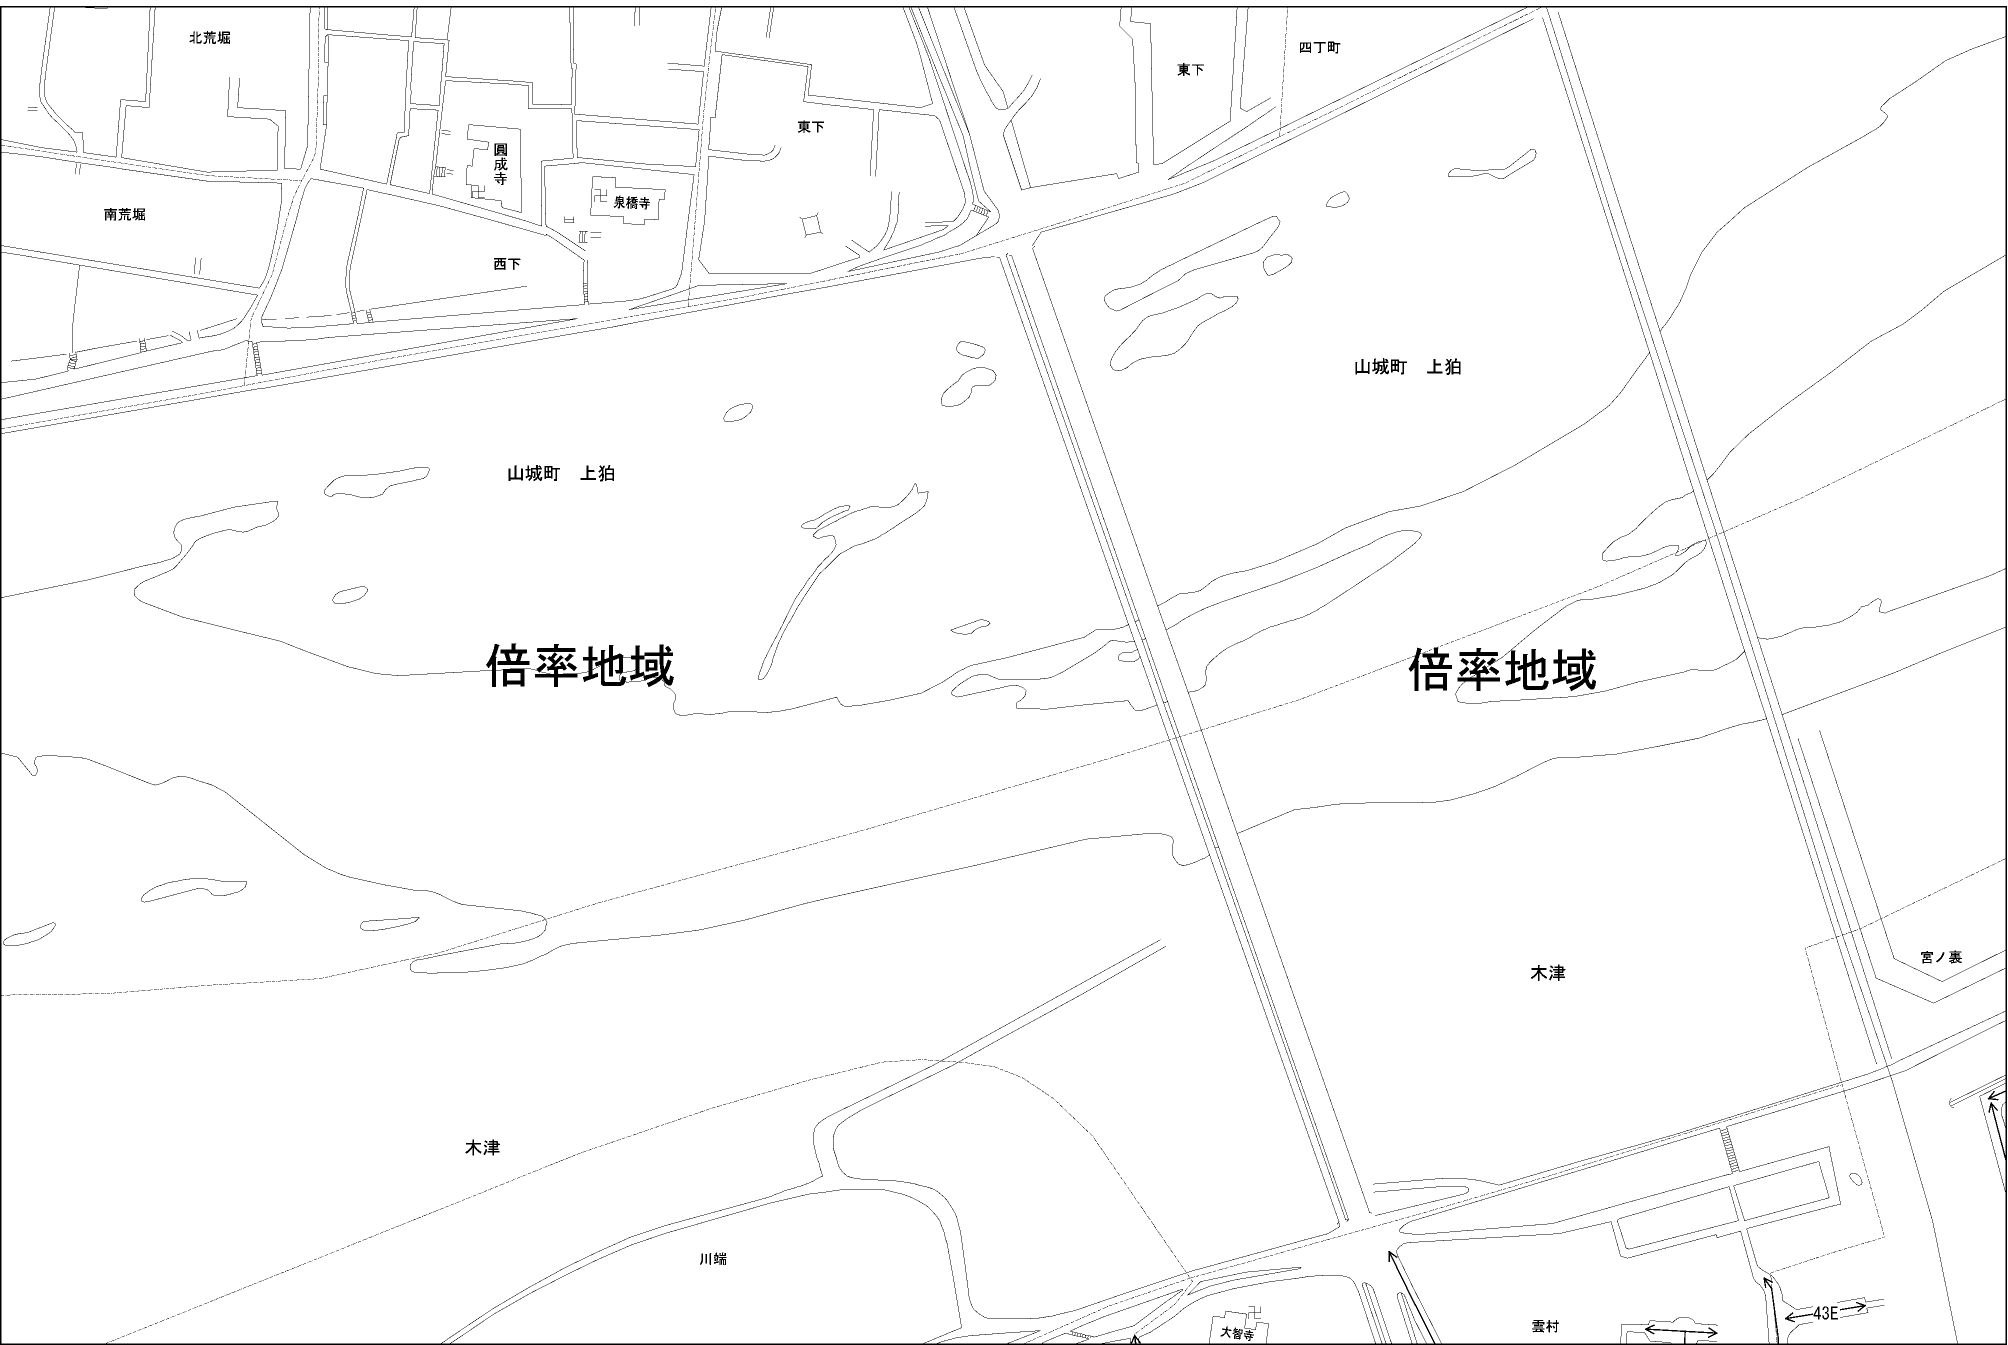 北荒堀
四丁町
東下
東下
圓成寺
泉橋寺
南荒堀
西下
山城町　上狛
山城町　上狛
倍率地域
倍率地域
宮ノ裏
木津
木津
川端
43E
雲村
大智寺